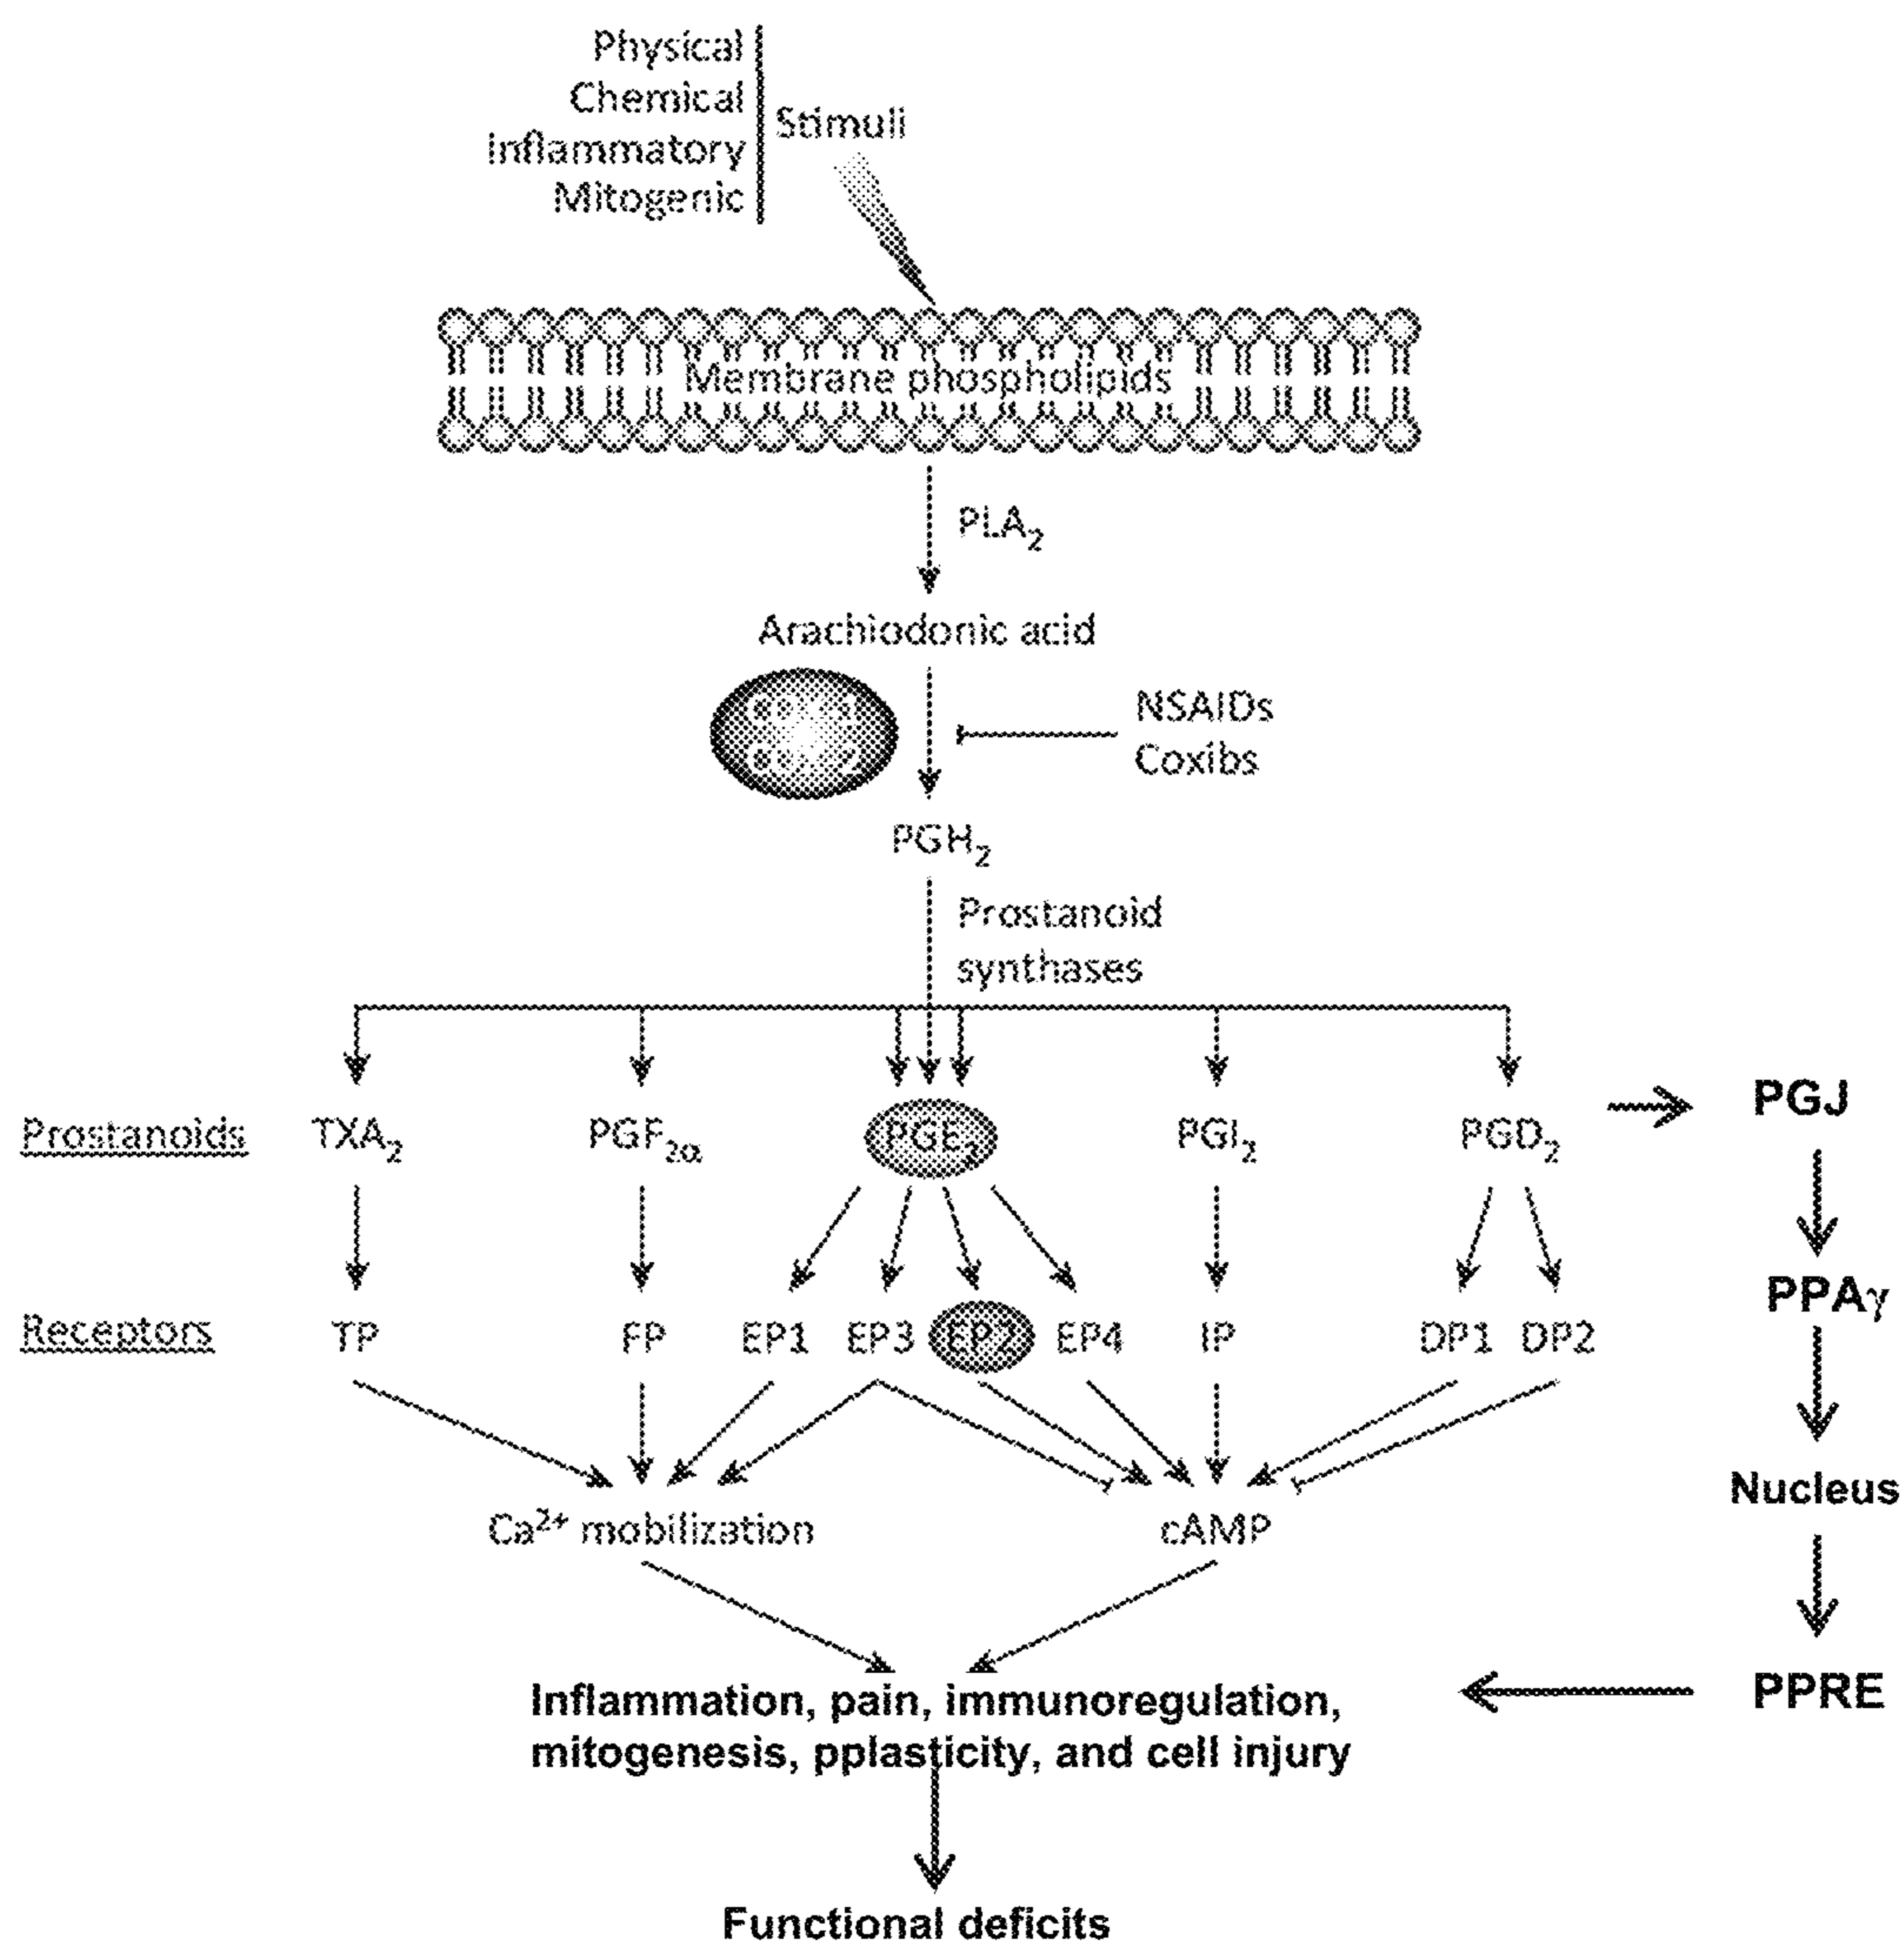 Physical
Chemical
Inflammatory
Mitogenic
Stimuli
Membrane phospholipids
PLA₂
Arachiodonic acid
NSAIDs
Coxibs
PGH₂
Prostanoid
synthases
Prostanoids TXA₂ PGF₂α PGE₂ PGI₂ PGD₂ PGJ
PPAγ
Receptors TP FP EP1 EP3 EP2 EP4 IP DP1 DP2
Nucleus
Ca²⁺ mobilization cAMP
PPRE
Inflammation, pain, immunoregulation,
mitogenesis, pplasticity, and cell injury
Functional deficits